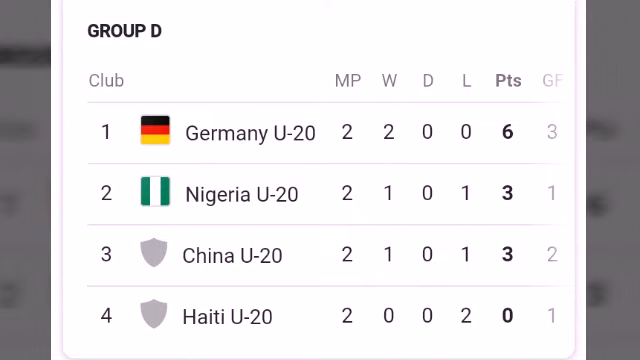 GROUP D
Club MP W D L Pts GF
1 Germany U-20 2 2 0 0 6 3
2 Nigeria U-20 2 1 0 1 3 1
3 China U-20 2 1 0 1 3 2
4 Haiti U-20 2 0 0 2 0 1